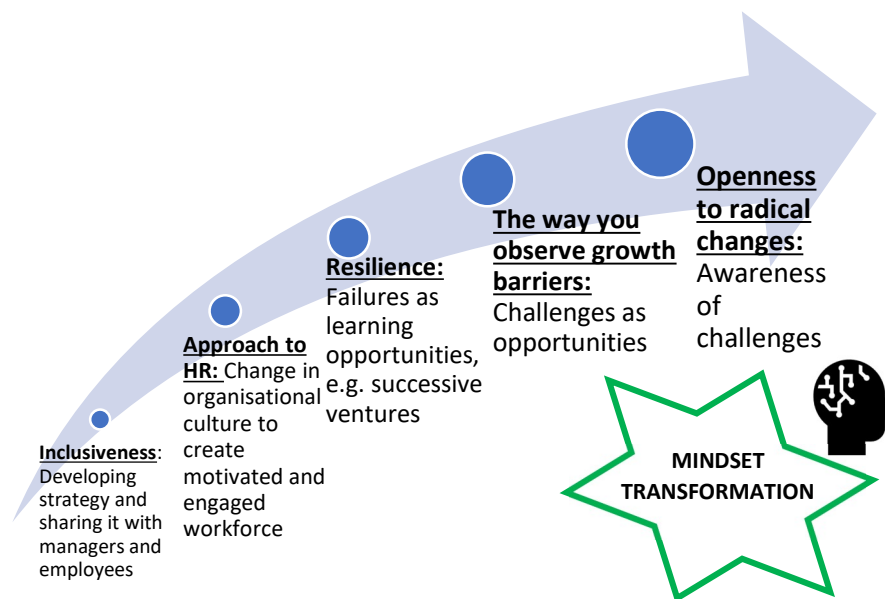 Inclusiveness:
Developing
strategy and
sharing it with
managers and
employees
Approach to
HR: Change in
organisational
culture to
create
motivated and
engaged
workforce
Resilience:
Failures as
learning
opportunities,
e.g. successive
ventures
The way you
observe growth
barriers:
Challenges as
opportunities
Openness
to radical
changes:
Awareness
of
challenges
MINDSET
TRANSFORMATION